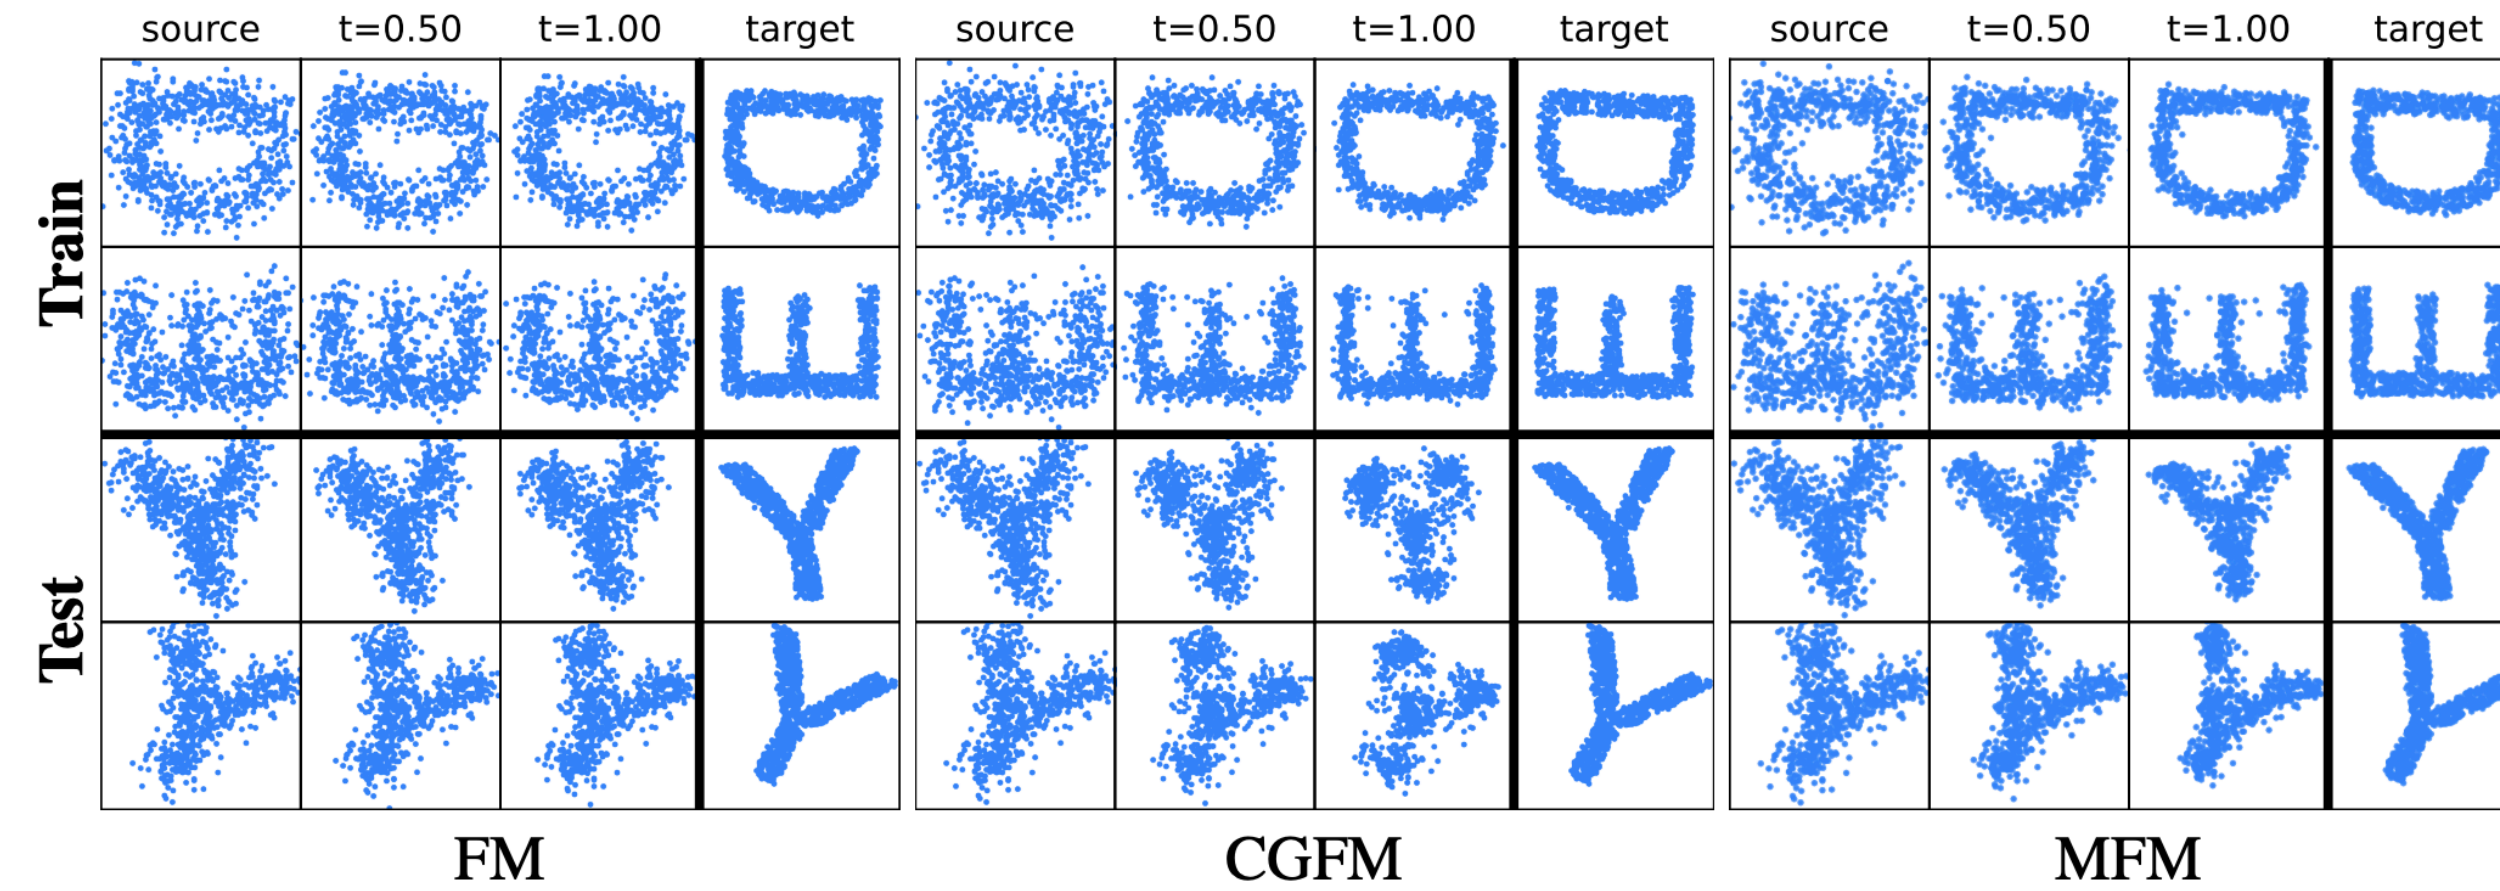 source t=0.50 t=1.00 target source t=0.50 t=1.00 target source t=0.50 t=1.00 target
Train
Test
FM CGFM MFM